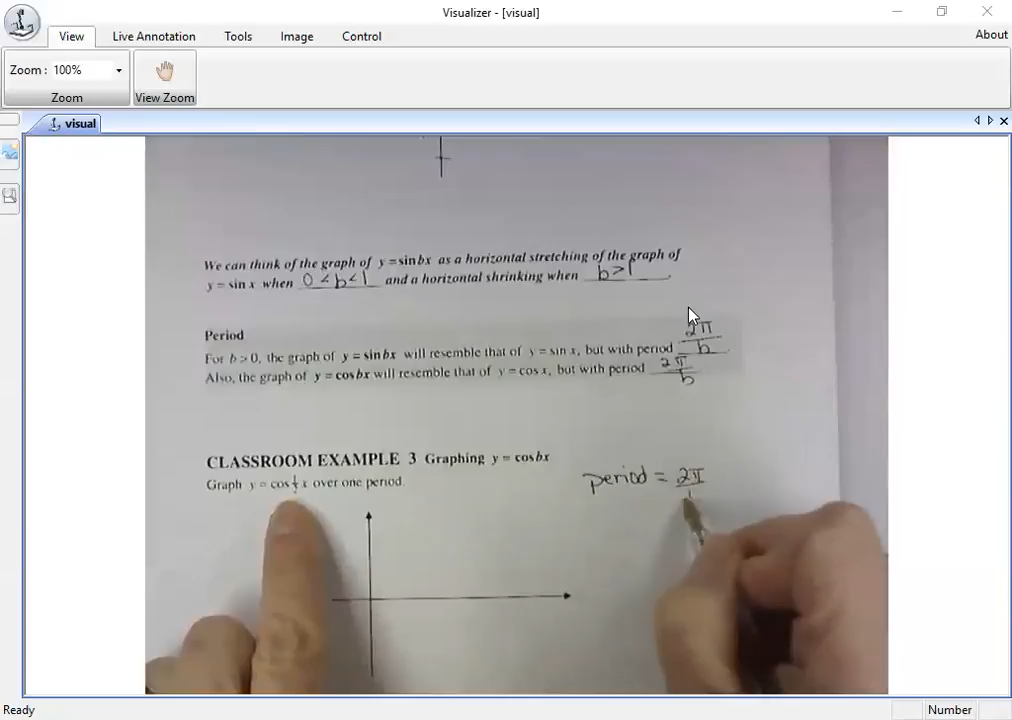 Visualizer - [visual]
View Live Annotation Tools Image Control About
Zoom : 100%
Zoom View Zoom
visual
We can think of the graph of y = sin bx as a horizontal stretching of the graph of
y = sin x when 0 < b < 1 and a horizontal shrinking when b > 1.
Period
For b > 0, the graph of y = sin bx will resemble that of y = sin x, but with period 2π/b.
Also, the graph of y = cos bx will resemble that of y = cos x, but with period 2π/b
CLASSROOM EXAMPLE 3 Graphing y = cos bx
period = 2π/
Graph y = cos x over one period.
Ready Number